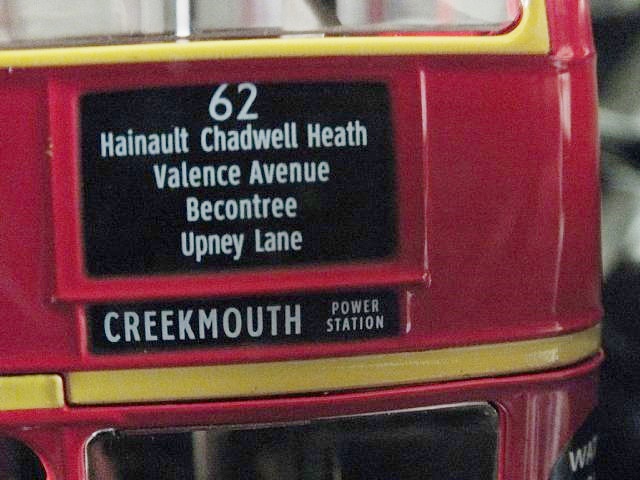 62
Hainault Chadwell Heath
Valence Avenue
Becontree
Upney Lane
CREEKMOUTH POWER STATION